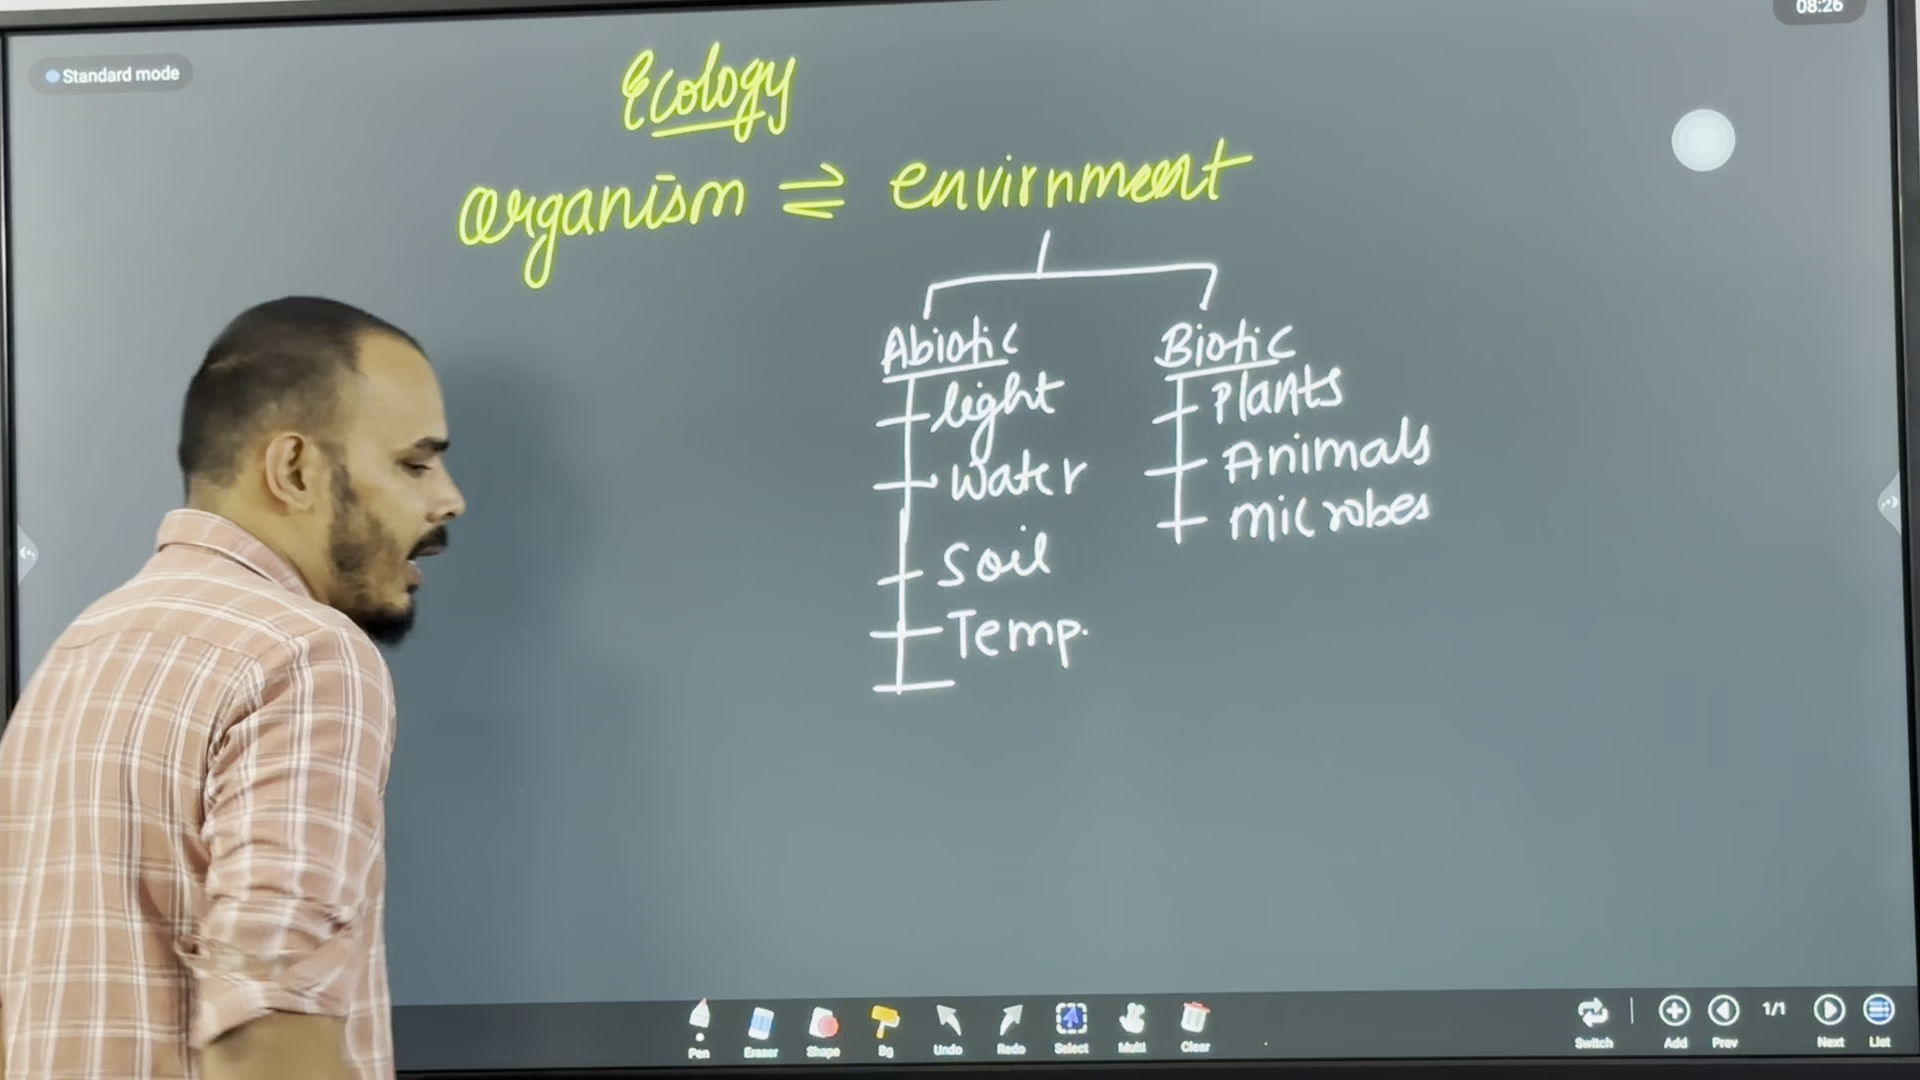 08:26
Standard mode
Ecology
organism ⇌ envirnment
Abiotic
light
Water
Soil
Temp.
Biotic
Plants
Animals
microbes
Pen Eraser Shape Bg Undo Redo Select Multi Clear
Switch Add Prev 1/1 Next List